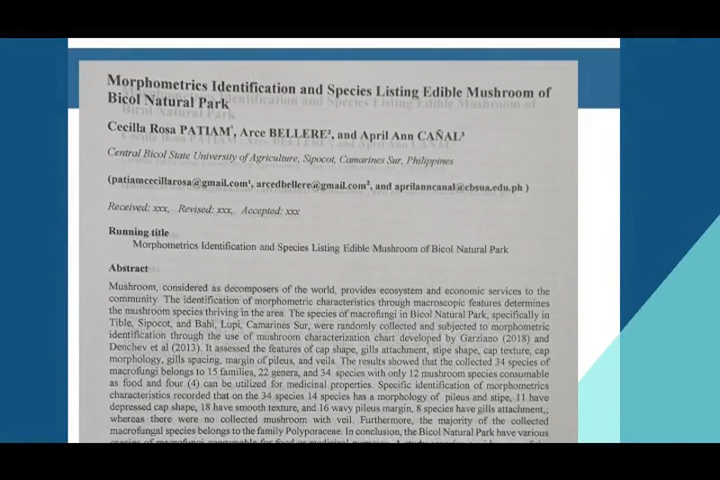 Morphometrics Identification and Species Listing Edible Mushroom of
Bicol Natural Park
Cecilla Rosa PATIAM¹, Arce BELLERE², and April Ann CAÑAL³
Central Bicol State University of Agriculture, Sipocot, Camarines Sur, Philippines
(patiamcecillarosa@gmail.com¹, arcedbellere@gmail.com², and aprilanncanal@cbsua.edu.ph )
Received: xxx, Revised: xxx, Accepted: xxx
Running title
Morphometrics Identification and Species Listing Edible Mushroom of Bicol Natural Park
Abstract
Mushroom, considered as decomposers of the world, provides ecosystem and economic services to the
community. The identification of morphometric characteristics through macroscopic features determines
the mushroom species thriving in the area. The species of macrofungi in Bicol Natural Park, specifically in
Tible, Sipocot, and Bahi, Lupi, Camarines Sur, were randomly collected and subjected to morphometric
identification through the use of mushroom characterization chart developed by Garziano (2018) and
Denchev et al (2013). It assessed the features of cap shape, gills attachment, stipe shape, cap texture, cap
morphology, gills spacing, margin of pileus, and veils. The results showed that the collected 34 species of
macrofungi belongs to 15 families, 22 genera, and 34 species with only 12 mushroom species consumable
as food and four (4) can be utilized for medicinal properties. Specific identification of morphometrics
characteristics recorded that on the 34 species 14 species has a morphology of pileus and stipe, 11 have
depressed cap shape, 18 have smooth texture, and 16 wavy pileus margin, 8 species have gills attachment,;
whereas there were no collected mushroom with veil. Furthermore, the majority of the collected
macrofungal species belongs to the family Polyporaceae. In conclusion, the Bicol Natural Park have various